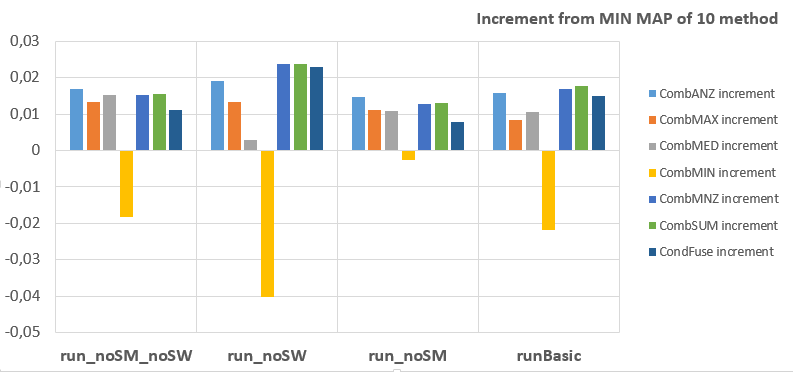 Increment from MIN MAP of 10 method
0,03
0,02
0,01
0
-0,01
-0,02
-0,03
-0,04
-0,05
run_noSM_noSW
run_noSW
run_noSM
runBasic
CombANZ increment
CombMAX increment
CombMED increment
CombMIN increment
CombMNZ increment
CombSUM increment
CondFuse increment